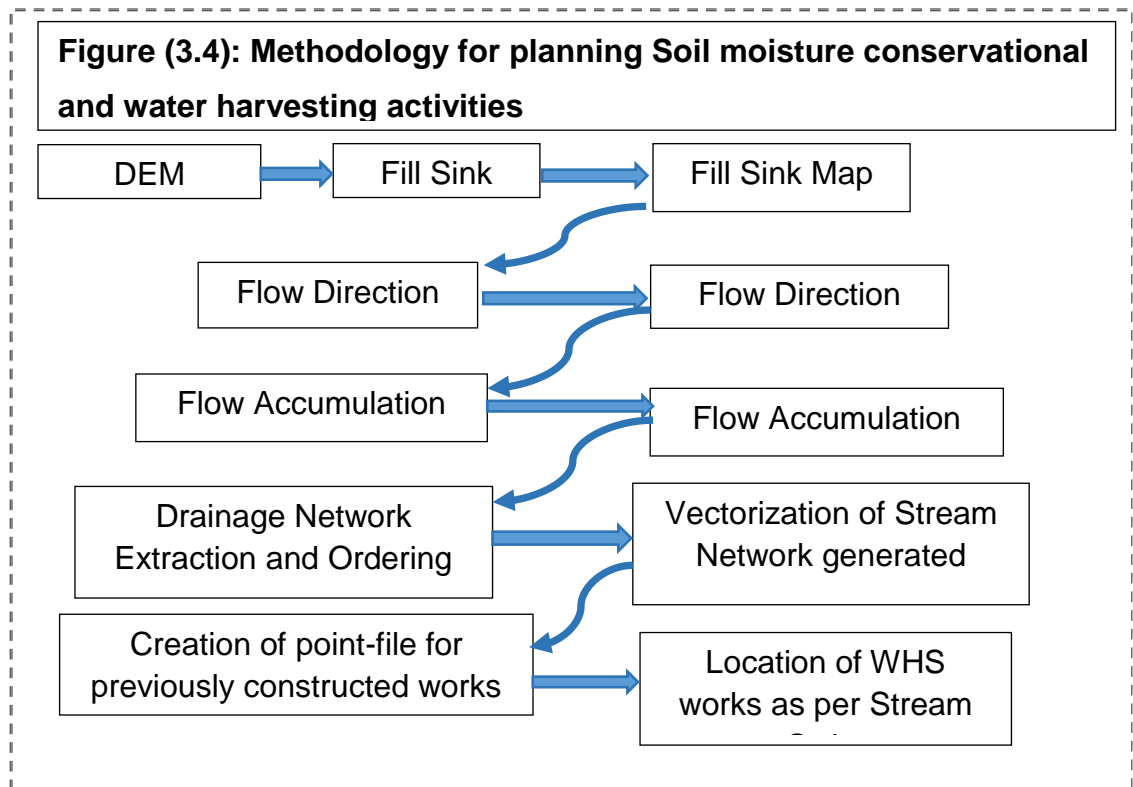 Figure (3.4): Methodology for planning Soil moisture conservational
and water harvesting activities
DEM
Fill Sink
Fill Sink Map
Flow Direction
Flow Direction
Flow Accumulation
Flow Accumulation
Drainage Network
Extraction and Ordering
Vectorization of Stream
Network generated
Creation of point-file for
previously constructed works
Location of WHS
works as per Stream